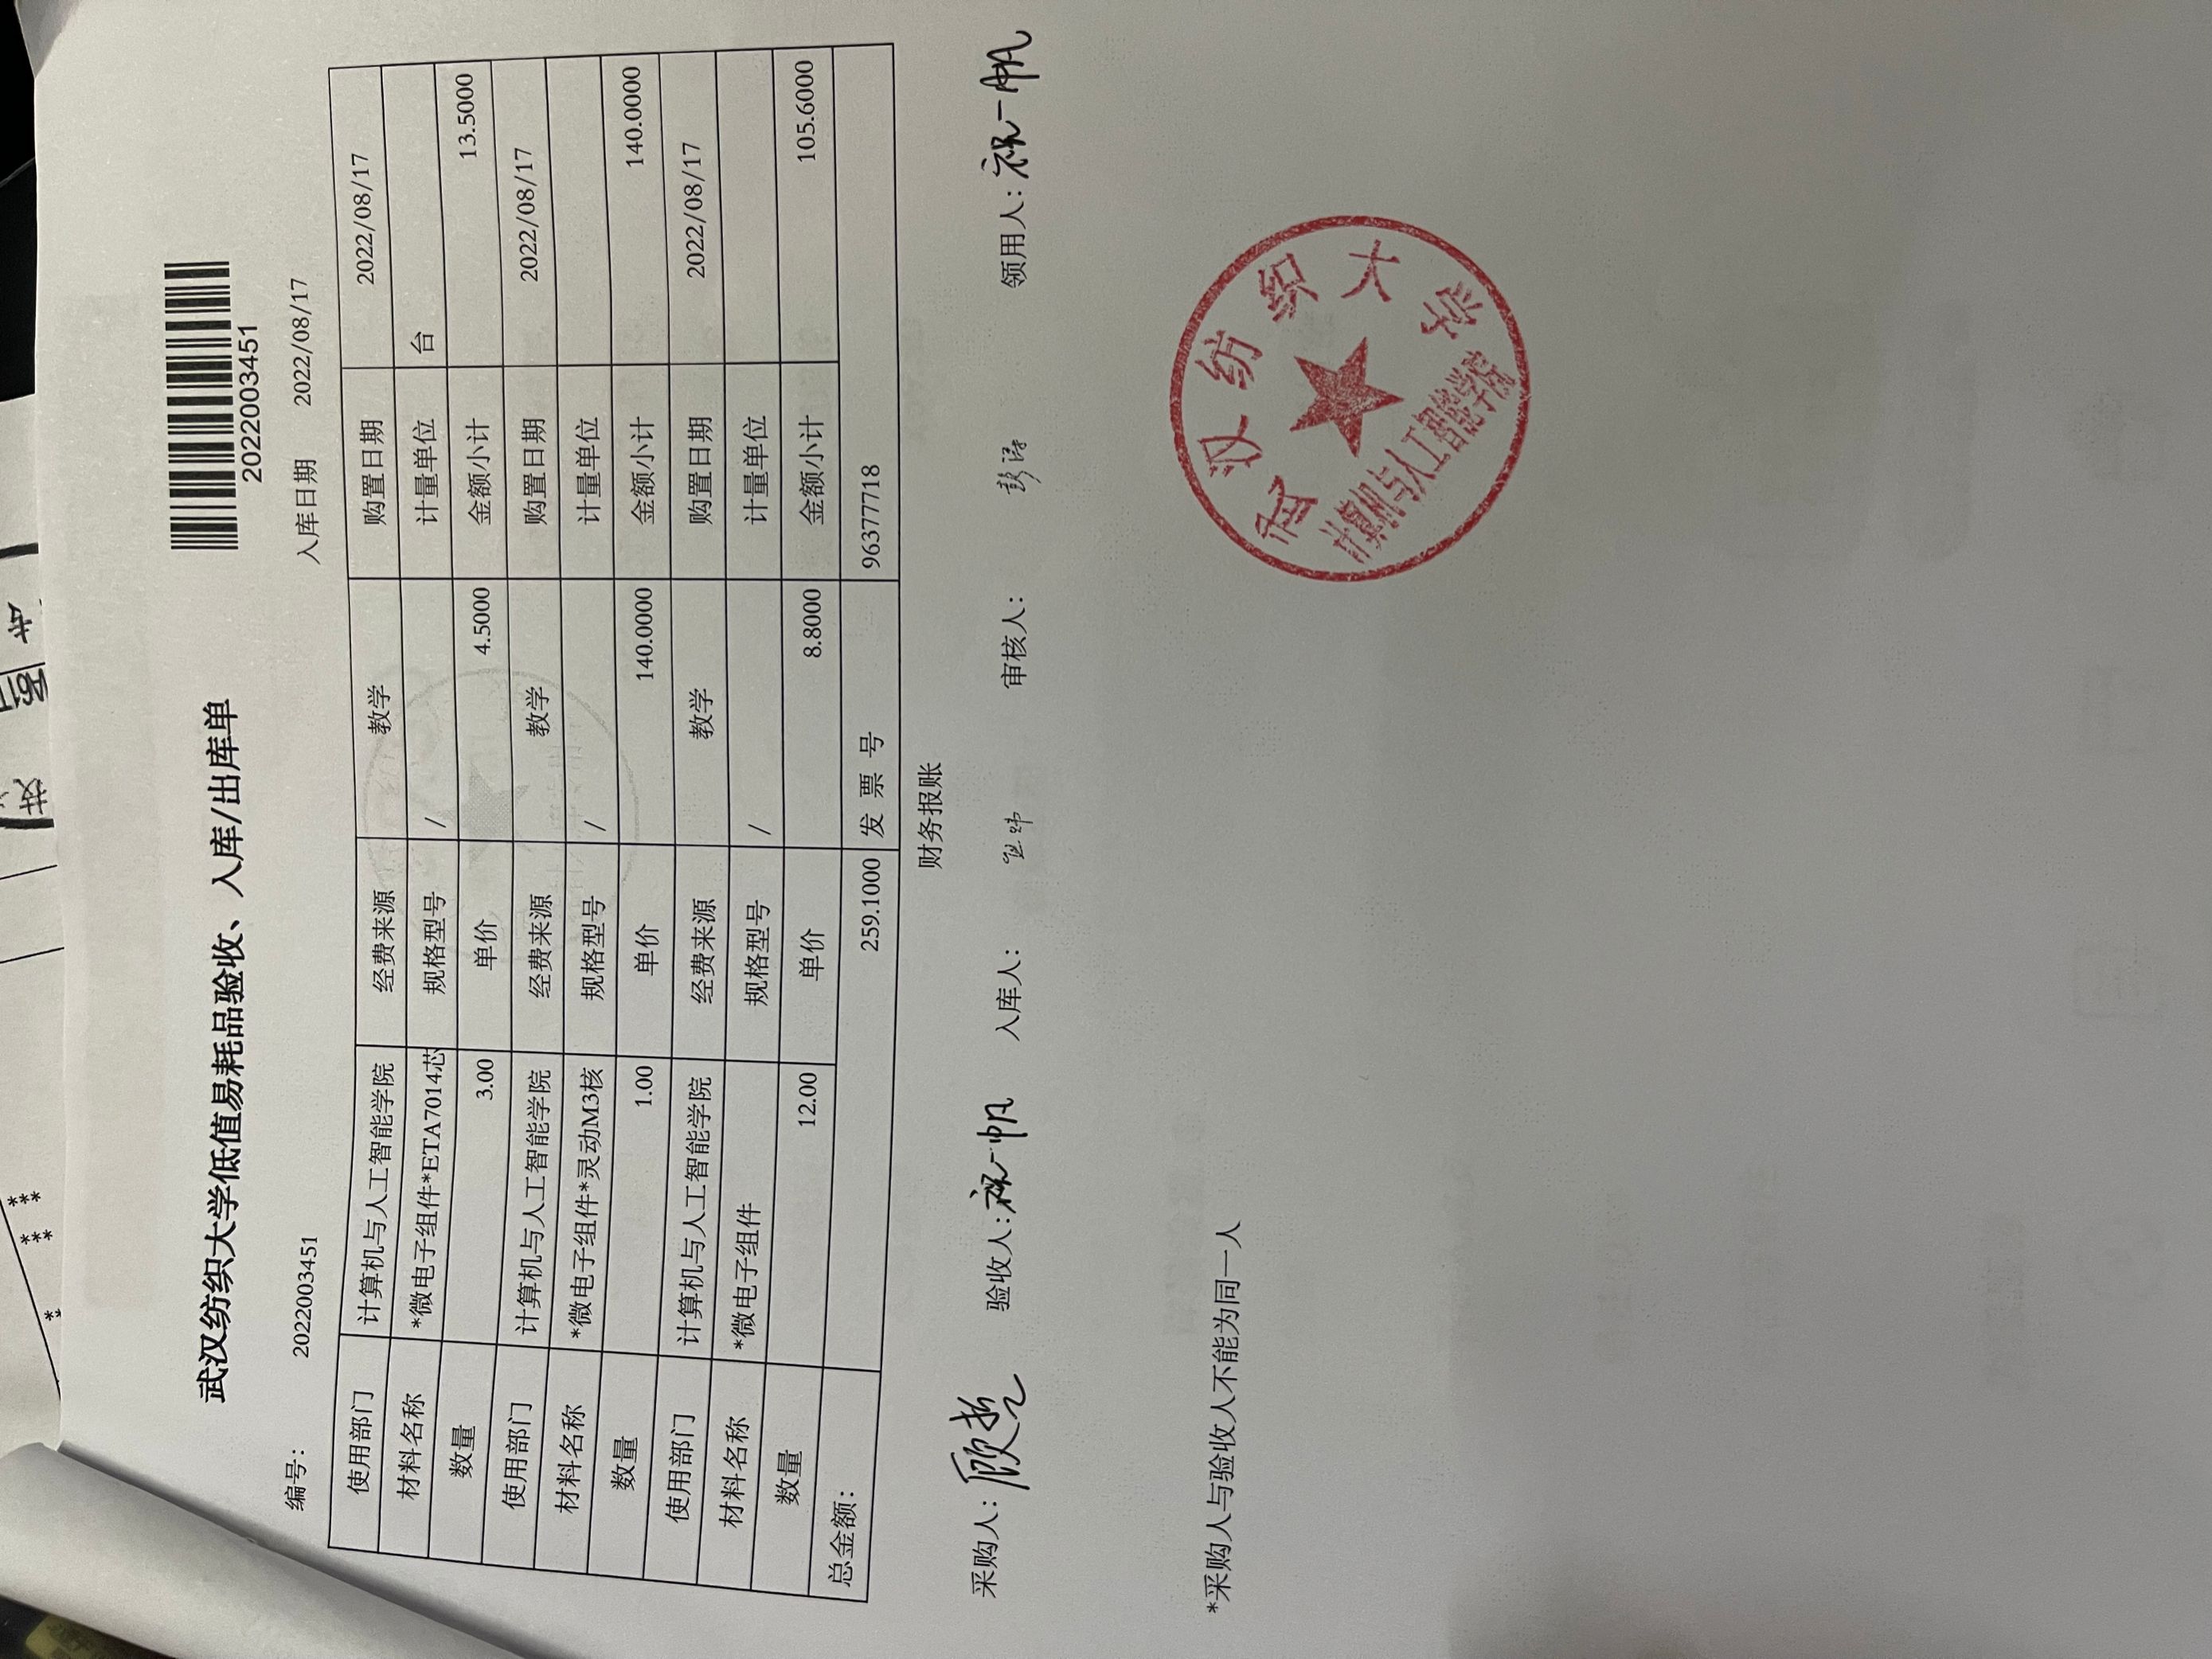 技
武汉纺织大学低值易耗品验收、入库/出库单
2022003451
编号： 2022003451 入库日期 2022/08/17
使用部门 计算机与人工智能学院 经费来源 教学 购置日期 2022/08/17
材料名称 *微电子组件*ETA7014芯 规格型号 / 计量单位 台
数量 3.00 单价 4.5000 金额小计 13.5000
使用部门 计算机与人工智能学院 经费来源 教学 购置日期 2022/08/17
材料名称 *微电子组件*灵动M3核 规格型号 / 计量单位
数量 1.00 单价 140.0000 金额小计 140.0000
使用部门 计算机与人工智能学院 经费来源 教学 购置日期 2022/08/17
材料名称 *微电子组件 规格型号 / 计量单位
数量 12.00 单价 8.8000 金额小计 105.6000
总金额： 259.1000 发 票 号 96377718
财务报账
采购人：顾哲 验收人：祝一帆 入库人： 审核人：彭涛 领用人：祝一帆
*采购人与验收人不能为同一人
武汉纺织大学
计算机与人工智能学院